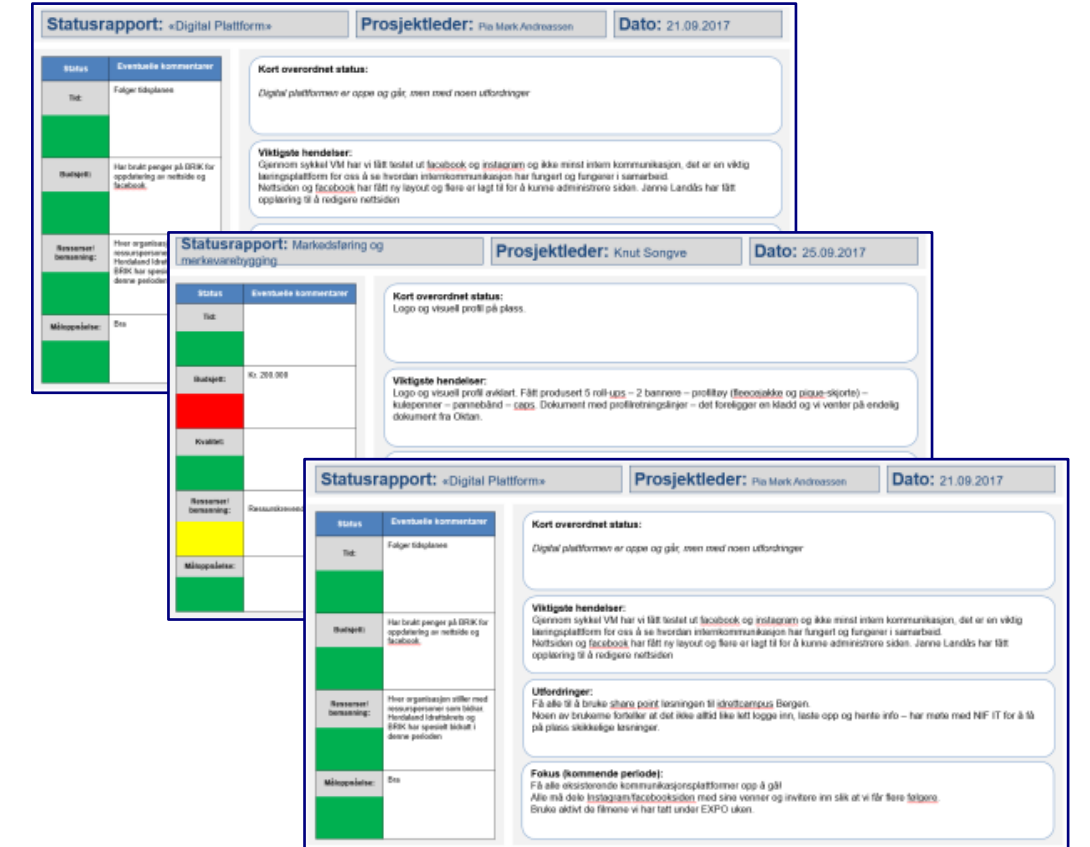 Statusrapport: «Digital Plattform»
Prosjektleder: Pia Mørk Andreassen
Dato: 21.09.2017
Status
Eventuelle kommentarer
Tid:
Følger tidsplanen
Budsjett:
Har brukt penger på BRIK for
oppdatering av nettside og
facebook.
Ressurser/
bemanning:
Hver organisasj
ressurspersone
Hordaland Idret
BRIK har spesi
denne perioden
Måloppnåelse:
Bra
Kort overordnet status:
Digital plattformen er oppe og går, men med noen utfordringer
Viktigste hendelser:
Gjennom sykkel VM har vi fått testet ut facebook og instagram og ikke minst intern kommunikasjon, det er en viktig
læringsplattform for oss å se hvordan internkommunikasjon har fungert og fungerer i samarbeid.
Nettsiden og facebook har fått ny layout og flere er lagt til for å kunne administrere siden. Janne Landås har fått
opplæring til å redigere nettsiden
Statusrapport: Markedsføring og
merkevarebygging
Prosjektleder: Knut Songve
Dato: 25.09.2017
Status
Eventuelle kommentarer
Tid:
Budsjett:
Kr. 200.000
Kvalitet:
Ressurser/
bemanning:
Måloppnåelse:
Kort overordnet status:
Logo og visuell profil på plass.
Viktigste hendelser:
Logo og visuell profil avklart. Fått produsert 5 roll-ups – 2 bannere – profiltøy (fleecejakke og pique-skjorte) –
kulepenner – pannebånd – caps. Dokument med profilretningslinjer – det foreligger en kladd og vi venter på endelig
dokument fra Oktan.
Statusrapport: «Digital Plattform»
Prosjektleder: Pia Mørk Andreassen
Dato: 21.09.2017
Status
Eventuelle kommentarer
Tid:
Følger tidsplanen
Budsjett:
Har brukt penger på BRIK for
oppdatering av nettside og
facebook.
Ressurser/
bemanning:
Hver organisasjon stiller med
ressurspersoner som bidrar.
Hordaland Idrettskrets og
BRIK har spesielt bidratt i
denne perioden
Måloppnåelse:
Bra
Kort overordnet status:
Digital plattformen er oppe og går, men med noen utfordringer
Viktigste hendelser:
Gjennom sykkel VM har vi fått testet ut facebook og instagram og ikke minst intern kommunikasjon, det er en viktig
læringsplattform for oss å se hvordan internkommunikasjon har fungert og fungerer i samarbeid.
Nettsiden og facebook har fått ny layout og flere er lagt til for å kunne administrere siden. Janne Landås har fått
opplæring til å redigere nettsiden
Utfordringer:
Få alle til å bruke share point løsningen til idrettcampus Bergen.
Noen av brukerne forteller at det ikke alltid like lett logge inn, laste opp og hente info – har møte med NIF IT for å få
på plass skikkelige løsninger.
Fokus (kommende periode):
Få alle eksisterende kommunikasjonsplattformer opp å gå!
Alle må dele Instagram/facebooksiden med sine venner og invitere inn slik at vi får flere følgere.
Bruke aktivt de filmene vi har tatt under EXPO uken.